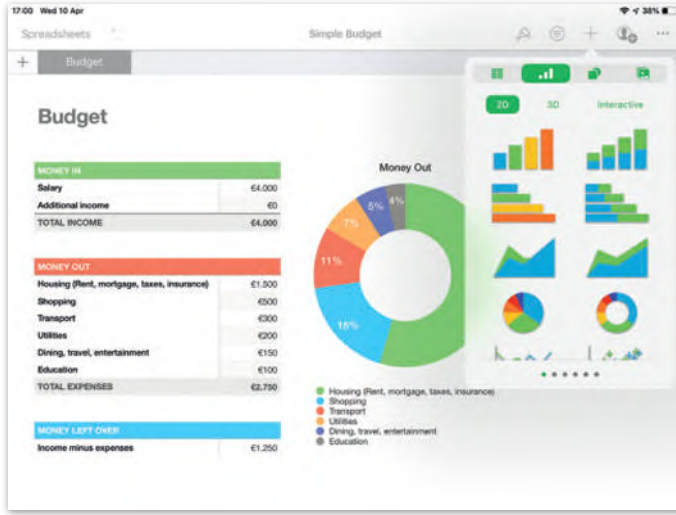 17:00 Wed 10 Apr
38%
Spreadsheets
Simple Budget
Budget
2D 3D Interactive
Budget
MONEY IN
Salary €4.000
Additional income €0
TOTAL INCOME €4.000
MONEY OUT
Housing (Rent, mortgage, taxes, insurance) €1.500
Shopping €500
Transport €300
Utilities €200
Dining, travel, entertainment €150
Education €100
TOTAL EXPENSES €2,750
MONEY LEFT OVER
Income minus expenses €1,250
Money Out
4%
5%
7%
11%
18%
Housing (Rent, mortgage, taxes, insurance)
Shopping
Transport
Utilities
Dining, travel, entertainment
Education